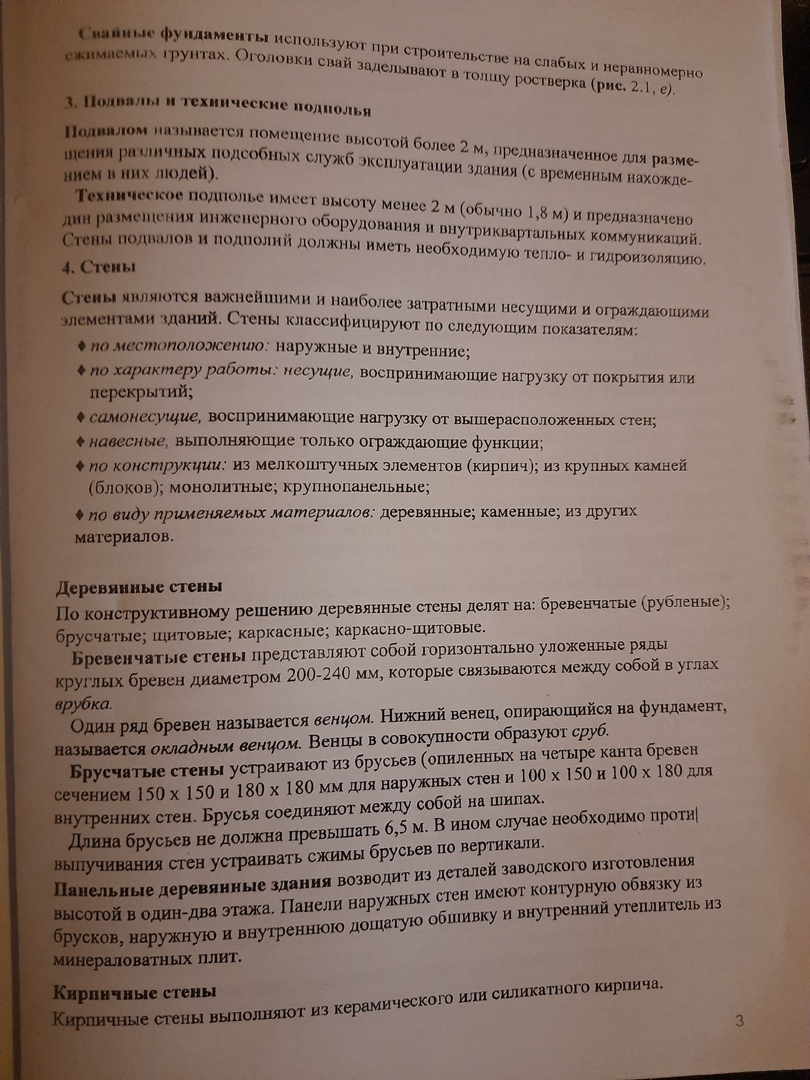 Свайные фундаменты используют при строительстве на слабых и неравномерно
сжимаемых грунтах. Оголовки свай заделывают в толщу ростверка (рис. 2.1, е).
3. Подвалы и технические подполья
Подвалом называется помещение высотой более 2 м, предназначенное для разме-
щения различных подсобных служб эксплуатации здания (с временным нахожде-
нием в них людей).
Техническое подполье имеет высоту менее 2 м (обычно 1,8 м) и предназначено
для размещения инженерного оборудования и внутриквартальных коммуникаций.
Стены подвалов и подполий должны иметь необходимую тепло- и гидроизоляцию.
4. Стены
Стены являются важнейшими и наиболее затратными несущими и ограждающими
элементами зданий. Стены классифицируют по следующим показателям:
♦ по местоположению: наружные и внутренние;
♦ по характеру работы: несущие, воспринимающие нагрузку от покрытия или
перекрытий;
♦ самонесущие, воспринимающие нагрузку от вышерасположенных стен;
♦ навесные, выполняющие только ограждающие функции;
♦ по конструкции: из мелкоштучных элементов (кирпич); из крупных камней
(блоков); монолитные; крупнопанельные;
♦ по виду применяемых материалов: деревянные; каменные; из других
материалов.
Деревянные стены
По конструктивному решению деревянные стены делят на: бревенчатые (рубленые);
брусчатые; щитовые; каркасные; каркасно-щитовые.
Бревенчатые стены представляют собой горизонтально уложенные ряды
круглых бревен диаметром 200-240 мм, которые связываются между собой в углах
врубка.
Один ряд бревен называется венцом. Нижний венец, опирающийся на фундамент,
называется окладным венцом. Венцы в совокупности образуют сруб.
Брусчатые стены устраивают из брусьев (опиленных на четыре канта бревен
сечением 150 х 150 и 180 х 180 мм для наружных стен и 100 х 150 и 100 х 180 для
внутренних стен. Брусья соединяют между собой на шипах.
Длина брусьев не должна превышать 6,5 м. В ином случае необходимо проти|
выпучивания стен устраивать сжимы брусьев по вертикали.
Панельные деревянные здания возводит из деталей заводского изготовления
высотой в один-два этажа. Панели наружных стен имеют контурную обвязку из
брусков, наружную и внутреннюю дощатую обшивку и внутренний утеплитель из
минераловатных плит.
Кирпичные стены
Кирпичные стены выполняют из керамического или силикатного кирпича.
3